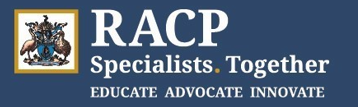 RACP
Specialists. Together
EDUCATE ADVOCATE INNOVATE